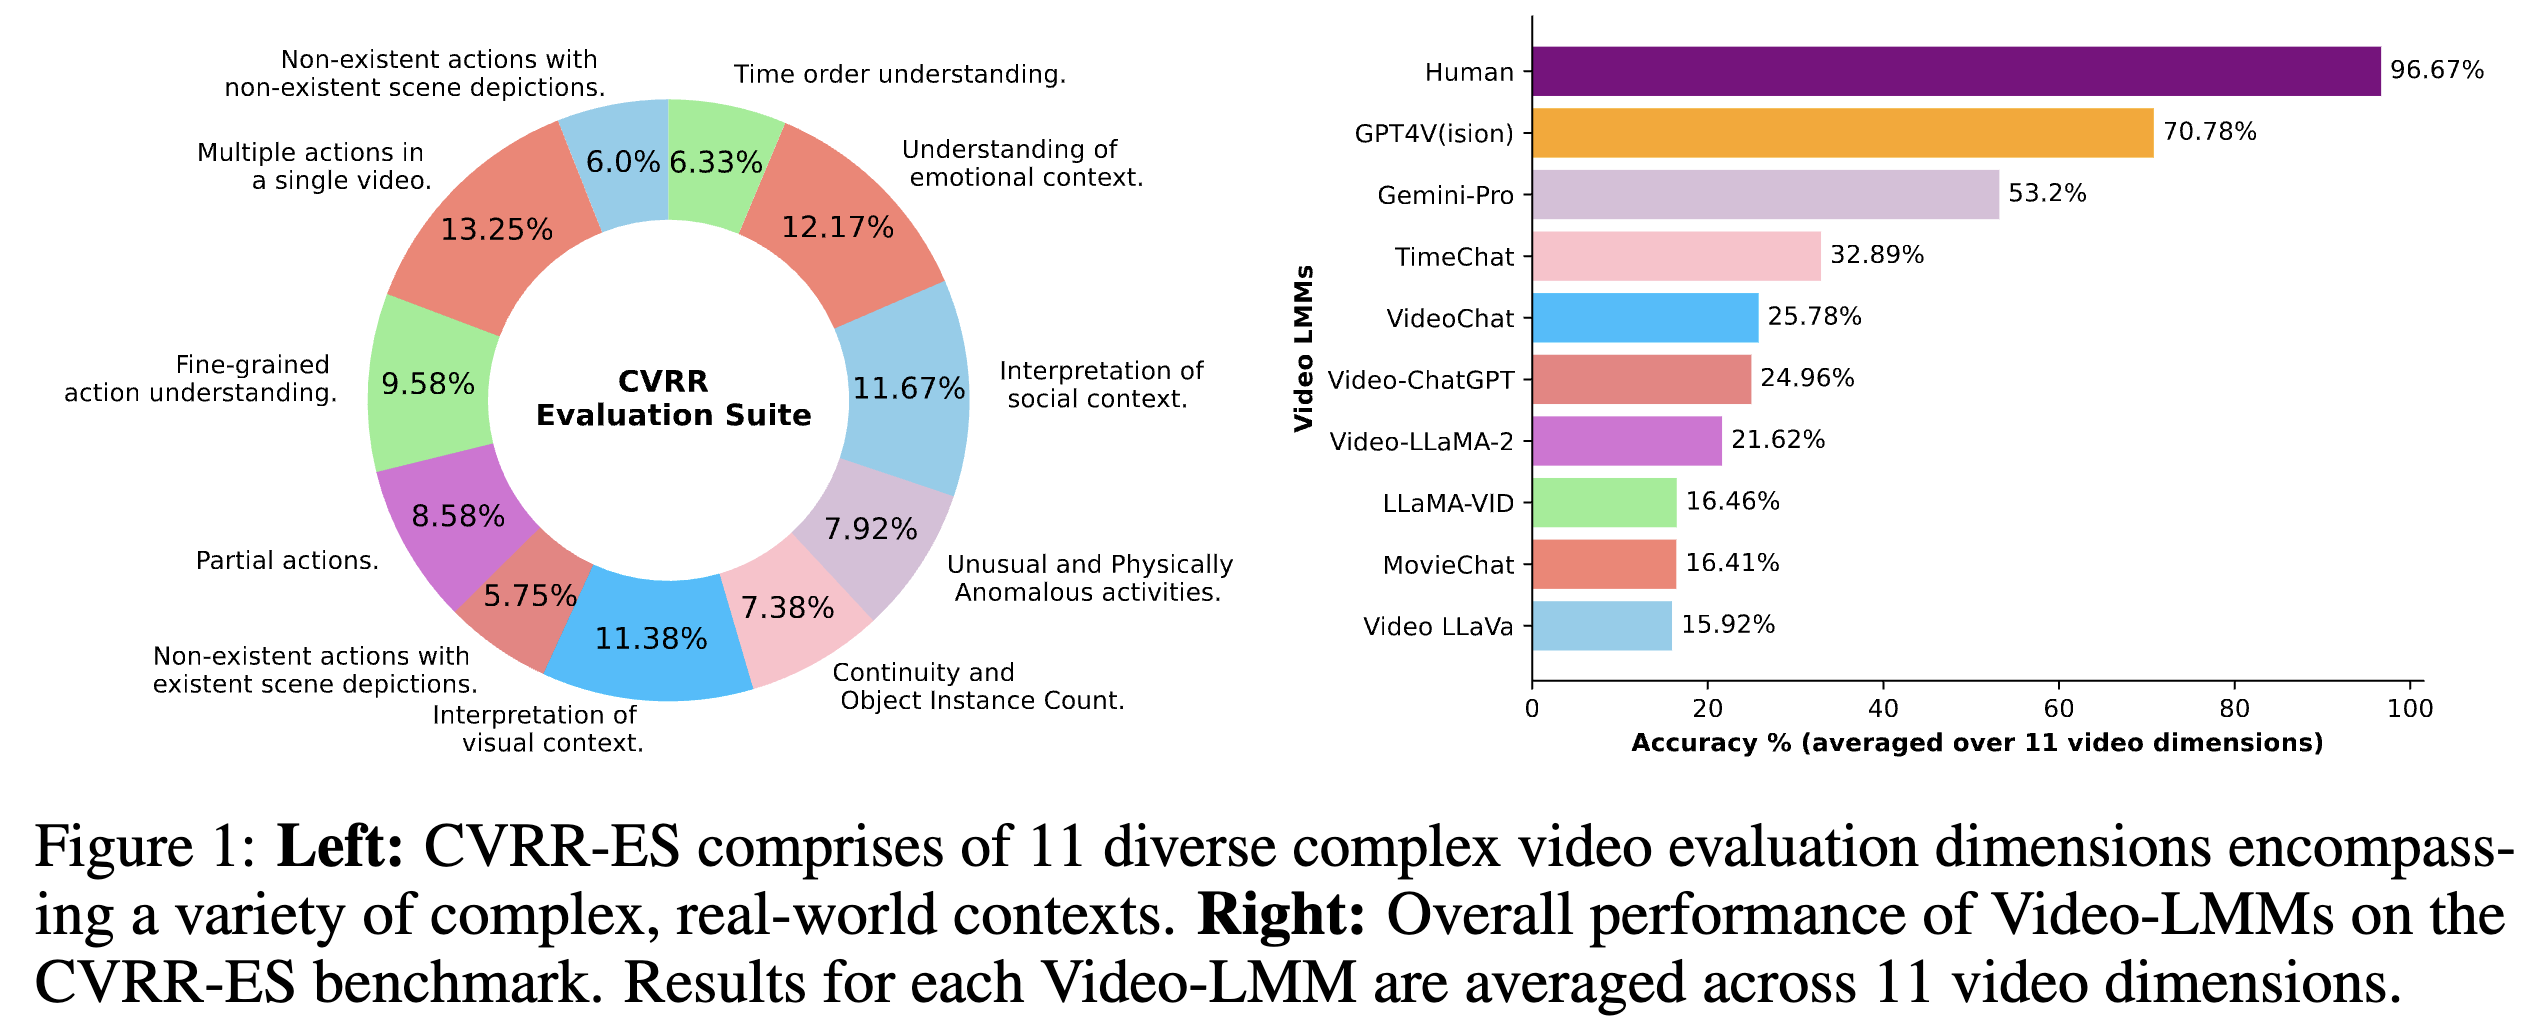 Non-existent actions with
non-existent scene depictions.
Time order understanding.
Multiple actions in
a single video.
Understanding of
emotional context.
6.0%
6.33%
13.25%
12.17%
Fine-grained
action understanding.
9.58%
11.67%
Interpretation of
social context.
CVRR
Evaluation Suite
8.58%
7.92%
Partial actions.
Unusual and Physically
Anomalous activities.
5.75%
11.38%
7.38%
Non-existent actions with
existent scene depictions.
Continuity and
Object Instance Count.
Interpretation of
visual context.
Video LMMs
Human 96.67%
GPT4V(ision) 70.78%
Gemini-Pro 53.2%
TimeChat 32.89%
VideoChat 25.78%
Video-ChatGPT 24.96%
Video-LLaMA-2 21.62%
LLaMA-VID 16.46%
MovieChat 16.41%
Video LLaVa 15.92%
0 20 40 60 80 100
Accuracy % (averaged over 11 video dimensions)
Figure 1: Left: CVRR-ES comprises of 11 diverse complex video evaluation dimensions encompass-
ing a variety of complex, real-world contexts. Right: Overall performance of Video-LMMs on the
CVRR-ES benchmark. Results for each Video-LMM are averaged across 11 video dimensions.